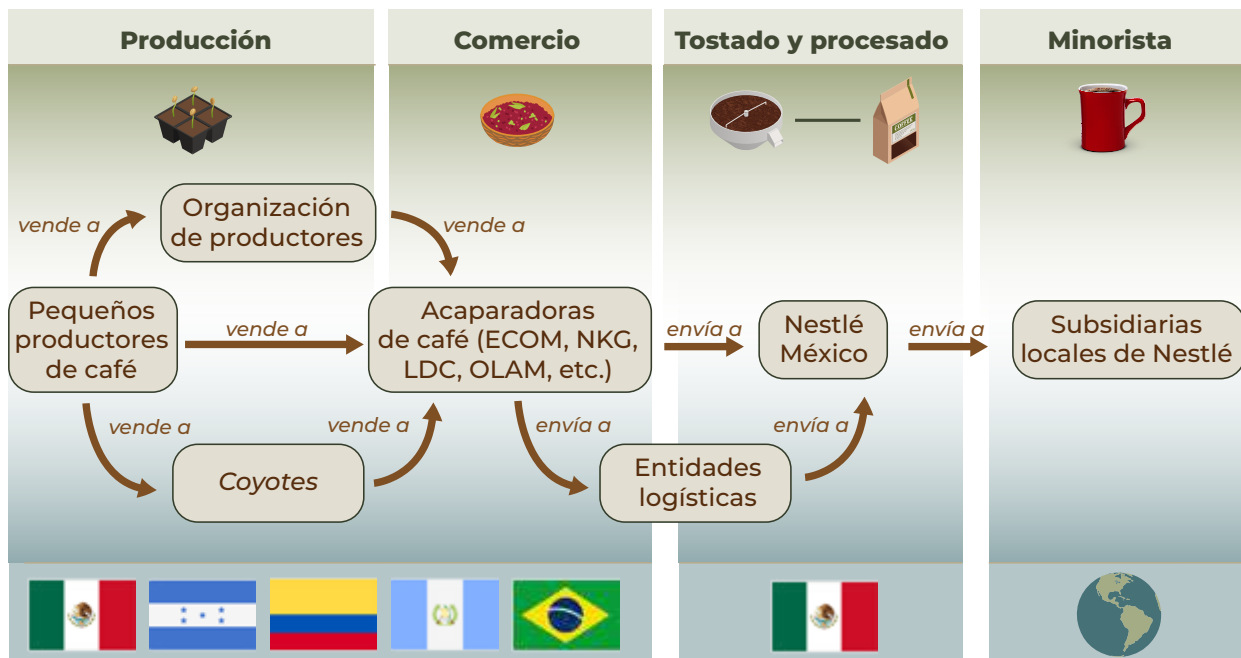 Producción
Comercio
Tostado y procesado
Minorista
COFFEE
vende a
Organización
de productores
vende a
Pequeños
productores
de café
vende a
Acaparadoras
de café (ECOM, NKG,
LDC, OLAM, etc.)
envía a
Nestlé
México
envía a
Subsidiarias
locales de Nestlé
vende a
Coyotes
vende a
envía a
Entidades
logísticas
envía a